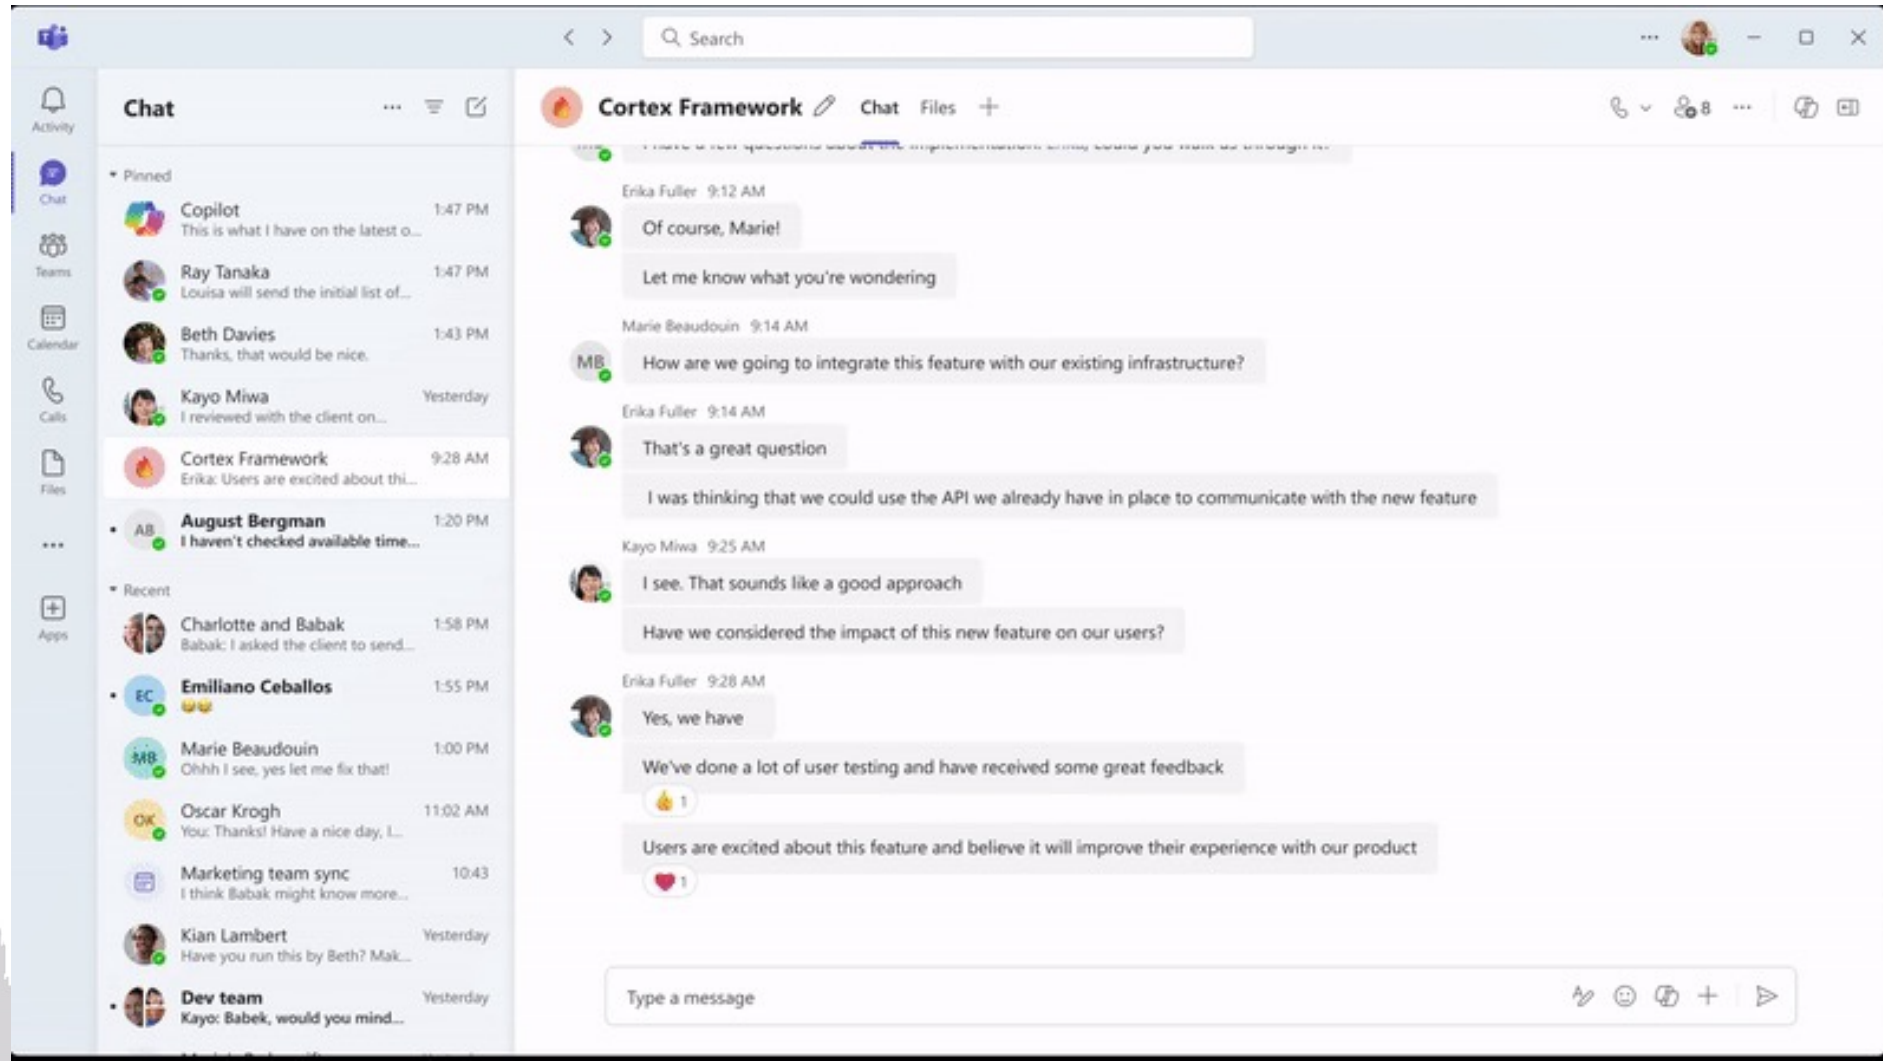 Search
Activity
Chat
Teams
Calendar
Calls
Files
Apps
Chat
Pinned
Copilot 1:47 PM
This is what I have on the latest o...
Ray Tanaka 1:47 PM
Louisa will send the initial list of...
Beth Davies 1:43 PM
Thanks, that would be nice.
Kayo Miwa Yesterday
I reviewed with the client on...
Cortex Framework 9:28 AM
Erika: Users are excited about thi...
AB
August Bergman 1:20 PM
I haven't checked available time...
Recent
Charlotte and Babak 1:58 PM
Babak: I asked the client to send...
EC
Emiliano Ceballos 1:55 PM
MB
Marie Beaudouin 1:00 PM
Ohhh I see, yes let me fix that!
OK
Oscar Krogh 11:02 AM
You: Thanks! Have a nice day, I...
Marketing team sync 10:43
I think Babak might know more...
Kian Lambert Yesterday
Have you run this by Beth? Mak...
Dev team Yesterday
Kayo: Babek, would you mind...
Cortex Framework Chat Files 8
I have a few questions about the implementation. Erika, could you walk us through it?
Erika Fuller 9:12 AM
Of course, Marie!
Let me know what you're wondering
Marie Beaudouin 9:14 AM
MB
How are we going to integrate this feature with our existing infrastructure?
Erika Fuller 9:14 AM
That's a great question
I was thinking that we could use the API we already have in place to communicate with the new feature
Kayo Miwa 9:25 AM
I see. That sounds like a good approach
Have we considered the impact of this new feature on our users?
Erika Fuller 9:28 AM
Yes, we have
We've done a lot of user testing and have received some great feedback
1
Users are excited about this feature and believe it will improve their experience with our product
1
Type a message